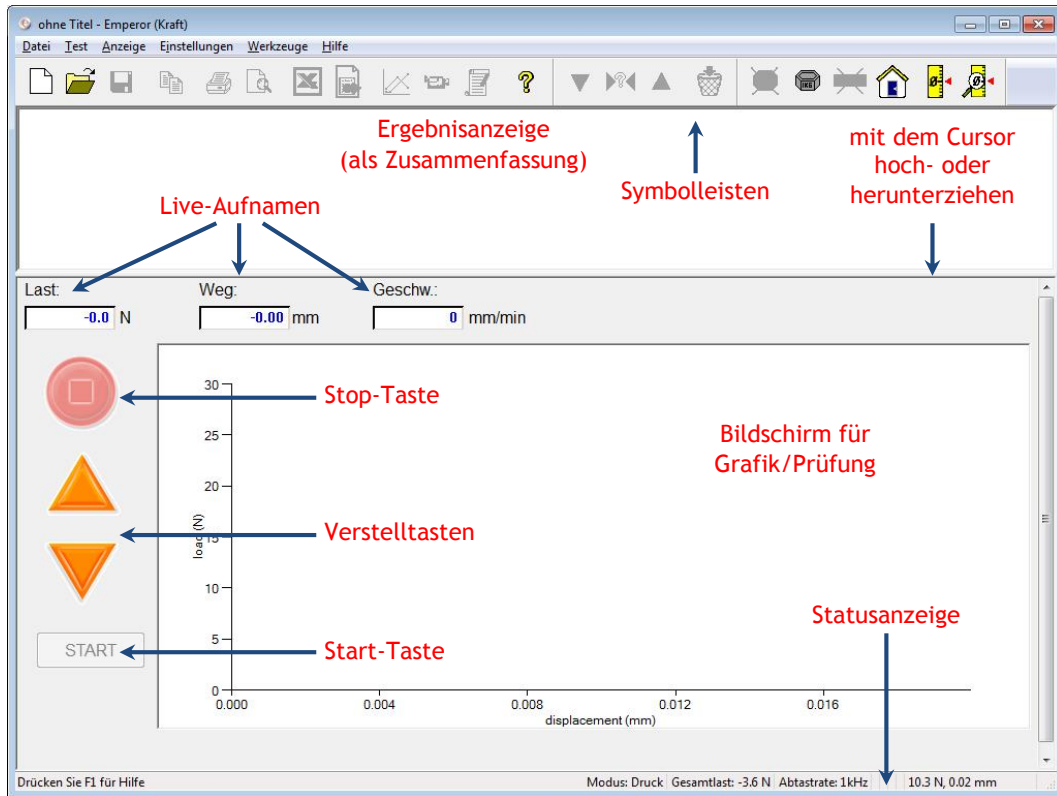 ohne Titel - Emperor (Kraft)
Datei Test Anzeige Einstellungen Werkzeuge Hilfe
Ergebnisanzeige
(als Zusammenfassung)
Symbolleisten
mit dem Cursor
hoch- oder
herunterziehen
Live-Aufnamen
Last: Weg: Geschw.:
-0.0 N -0.00 mm 0 mm/min
Stop-Taste
Bildschirm für
Grafik/Prüfung
Verstelltasten
Statusanzeige
START
Start-Taste
30
25
20
15
10
5
0
load (N)
0.000 0.004 0.008 0.012 0.016
displacement (mm)
Drücken Sie F1 für Hilfe Modus: Druck Gesamtlast: -3.6 N Abtastrate: 1kHz 10.3 N, 0.02 mm